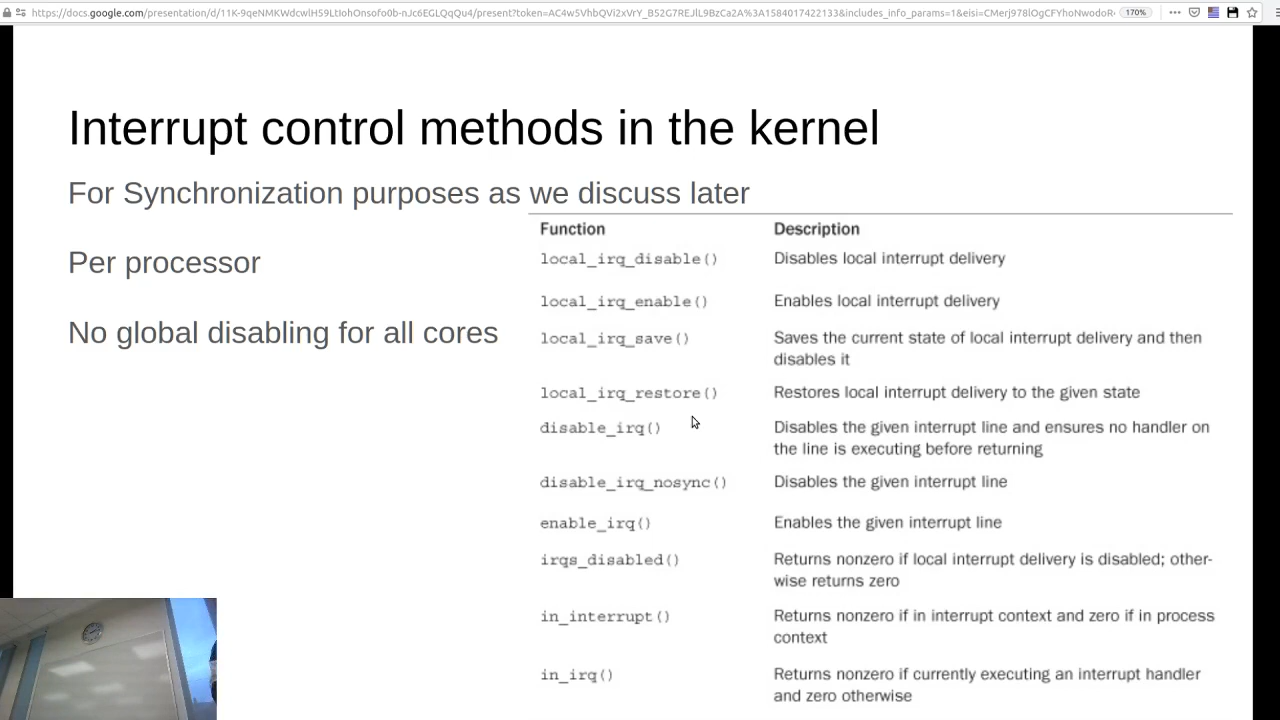 170%
Interrupt control methods in the kernel
For Synchronization purposes as we discuss later
Per processor
No global disabling for all cores
Function Description
local_irq_disable() Disables local interrupt delivery
local_irq_enable() Enables local interrupt delivery
local_irq_save() Saves the current state of local interrupt delivery and then
disables it
local_irq_restore() Restores local interrupt delivery to the given state
disable_irq() Disables the given interrupt line and ensures no handler on
the line is executing before returning
disable_irq_nosync() Disables the given interrupt line
enable_irq() Enables the given interrupt line
irqs_disabled() Returns nonzero if local interrupt delivery is disabled; other-
wise returns zero
in_interrupt() Returns nonzero if in interrupt context and zero if in process
context
in_irq() Returns nonzero if currently executing an interrupt handler
and zero otherwise